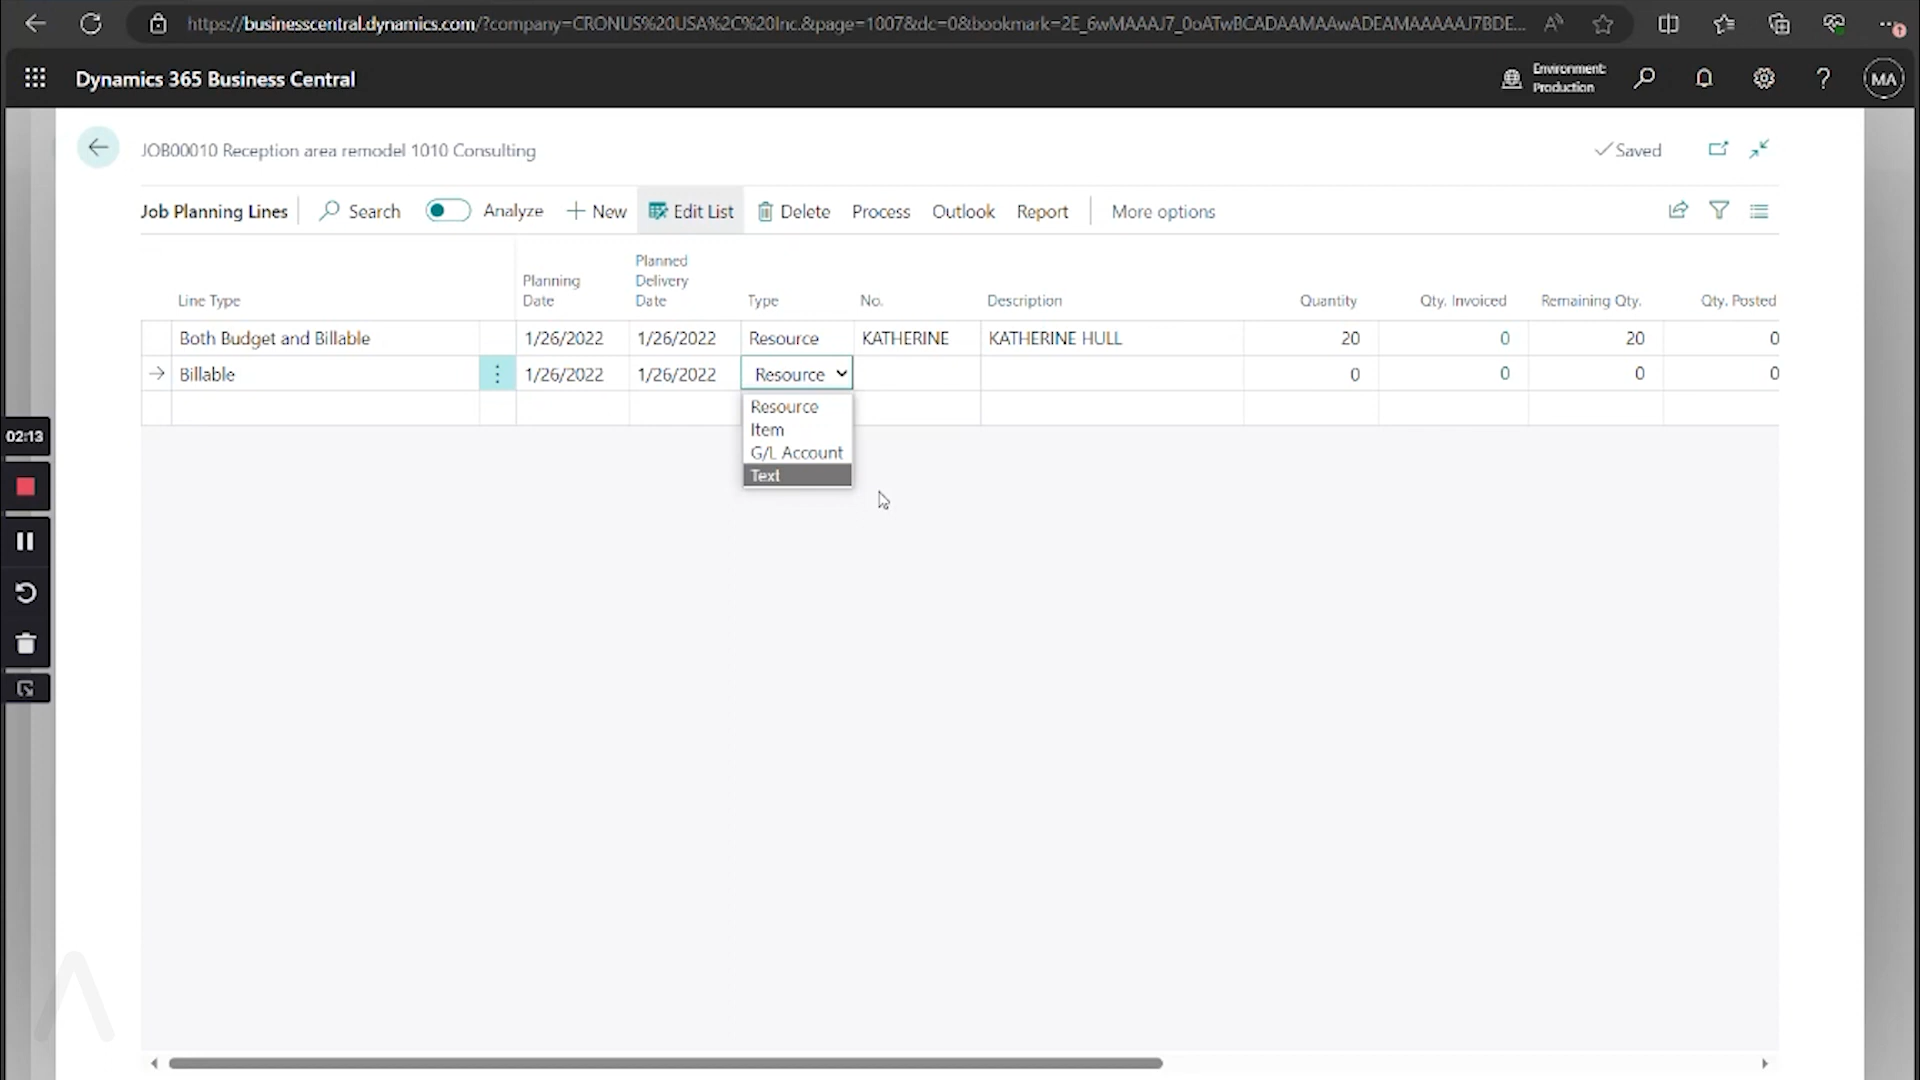 https://businesscentral.dynamics.com/?company=CRONUS%20USA%2C%20Inc.&page=1007&dc=0&bookmark=2E_6wMAAAJ7_0oATwBCADAAMAAwADEAMAAAAAJ7BDE...
Dynamics 365 Business Central
Environment:
Production
MA
JOB00010 Reception area remodel 1010 Consulting
Saved
Job Planning Lines
Search
Analyze
New
Edit List
Delete
Process
Outlook
Report
More options
Line Type
Planning Date
Planned Delivery Date
Type
No.
Description
Quantity
Qty. Invoiced
Remaining Qty.
Qty. Posted
Both Budget and Billable 1/26/2022 1/26/2022 Resource KATHERINE KATHERINE HULL 20 0 20 0
Billable 1/26/2022 1/26/2022 Resource 0 0 0 0
Resource
Item
G/L Account
Text
02:13